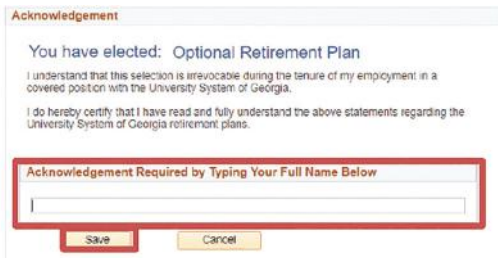 Acknowledgement
You have elected: Optional Retirement Plan
I understand that this selection is irrevocable during the tenure of my employment in a
covered position with the University System of Georgia.
I do hereby certify that I have read and fully understand the above statements regarding the
University System of Georgia retirement plans.
Acknowledgement Required by Typing Your Full Name Below
Save Cancel